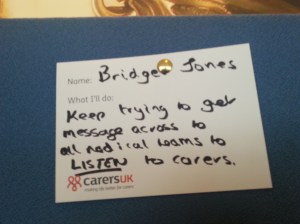 Name: Bridget Jones
What I'll do:
Keep trying to get
message across to
all medical teams to
LISTEN to carers.
carersUK
making life better for carers